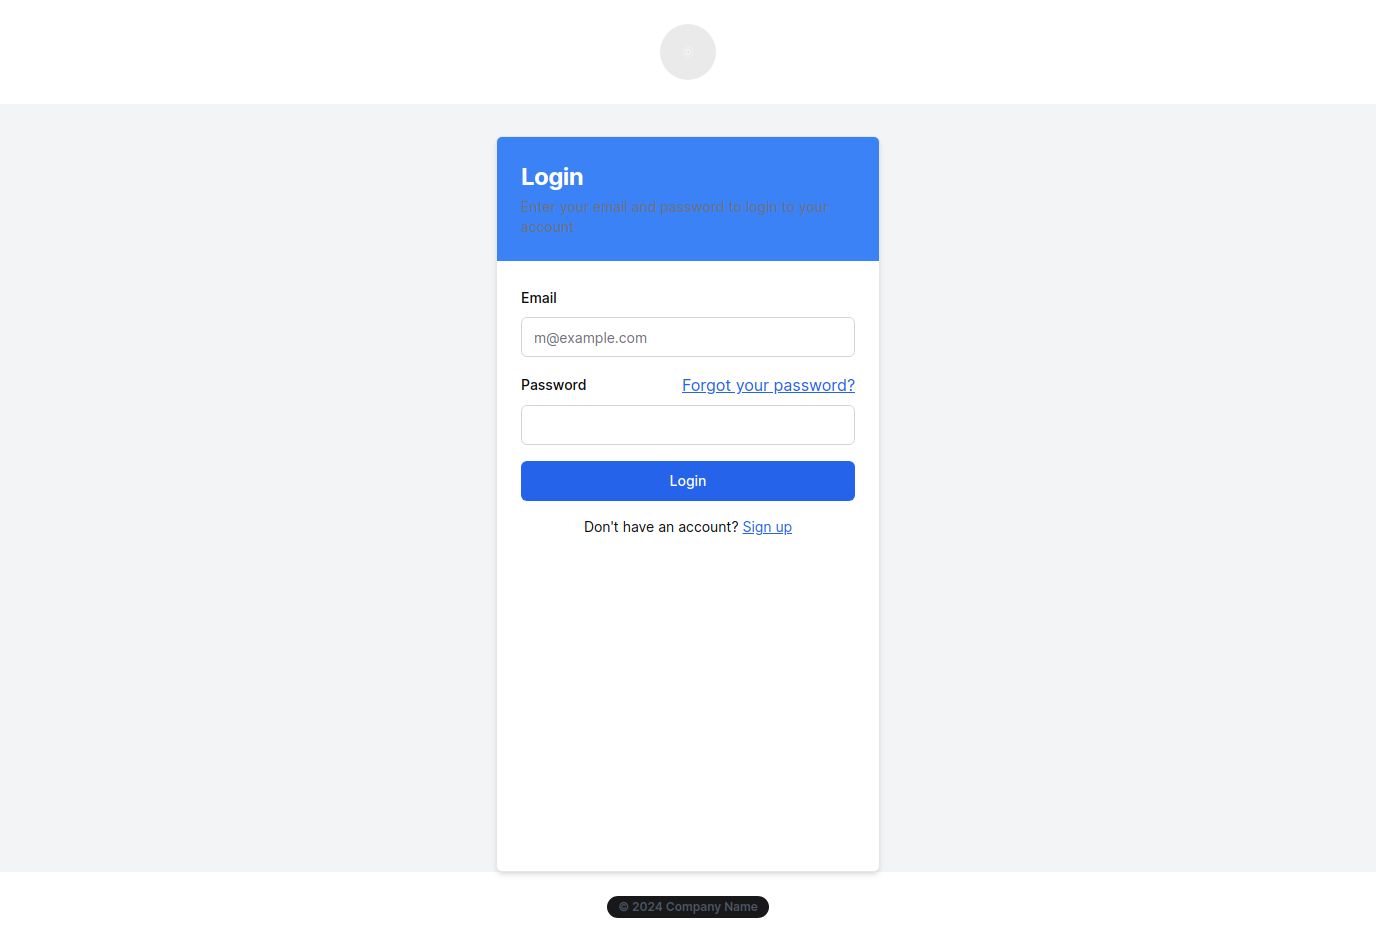 Login
Enter your email and password to login to your
account
Email
m@example.com
Password
Forgot your password?
Login
Don't have an account? Sign up
© 2024 Company Name